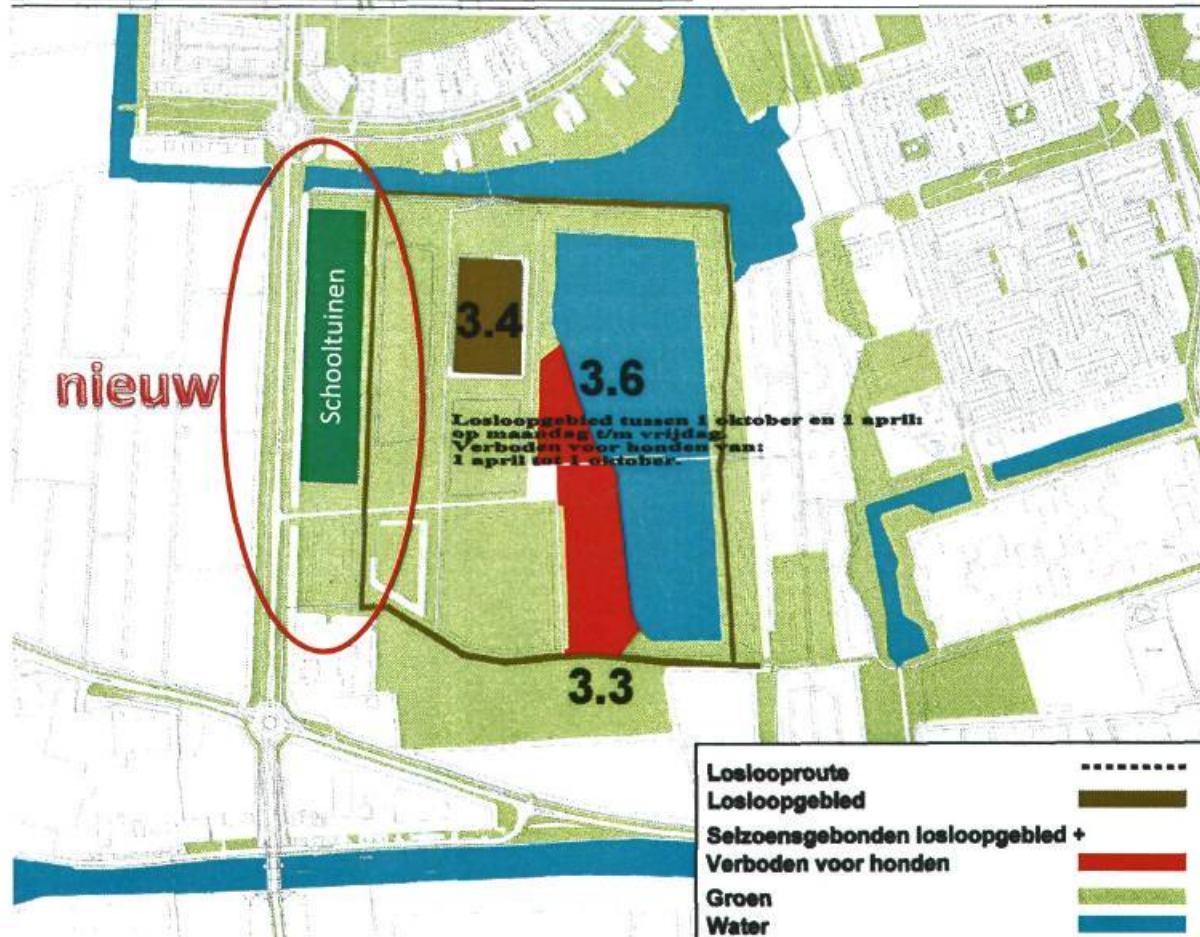 Schooltuinen
nieuw
3.4
3.6
Losloopgebied tussen 1 oktober en 1 april:
op maandag t/m vrijdag.
Verboden voor honden van:
1 april tot 1 oktober.
3.3
Loslooproute
Losloopgebied
Seizoensgebonden losloopgebied +
Verboden voor honden
Groen
Water